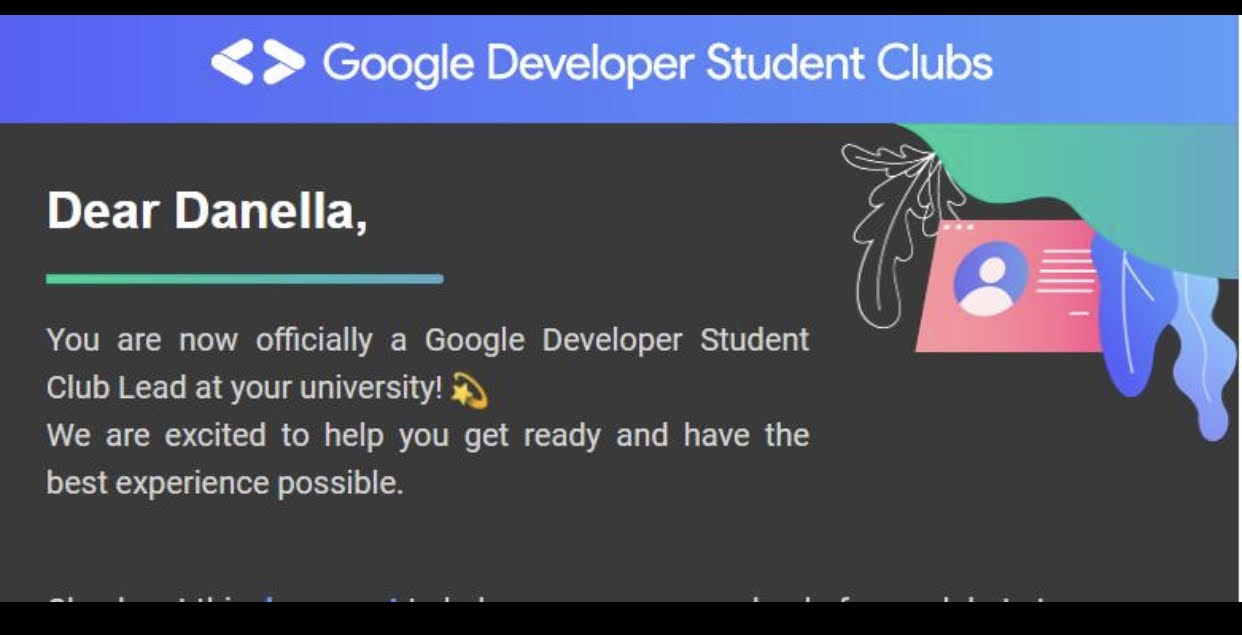 Google Developer Student Clubs
Dear Danella,
You are now officially a Google Developer Student
Club Lead at your university! 💫
We are excited to help you get ready and have the
best experience possible.